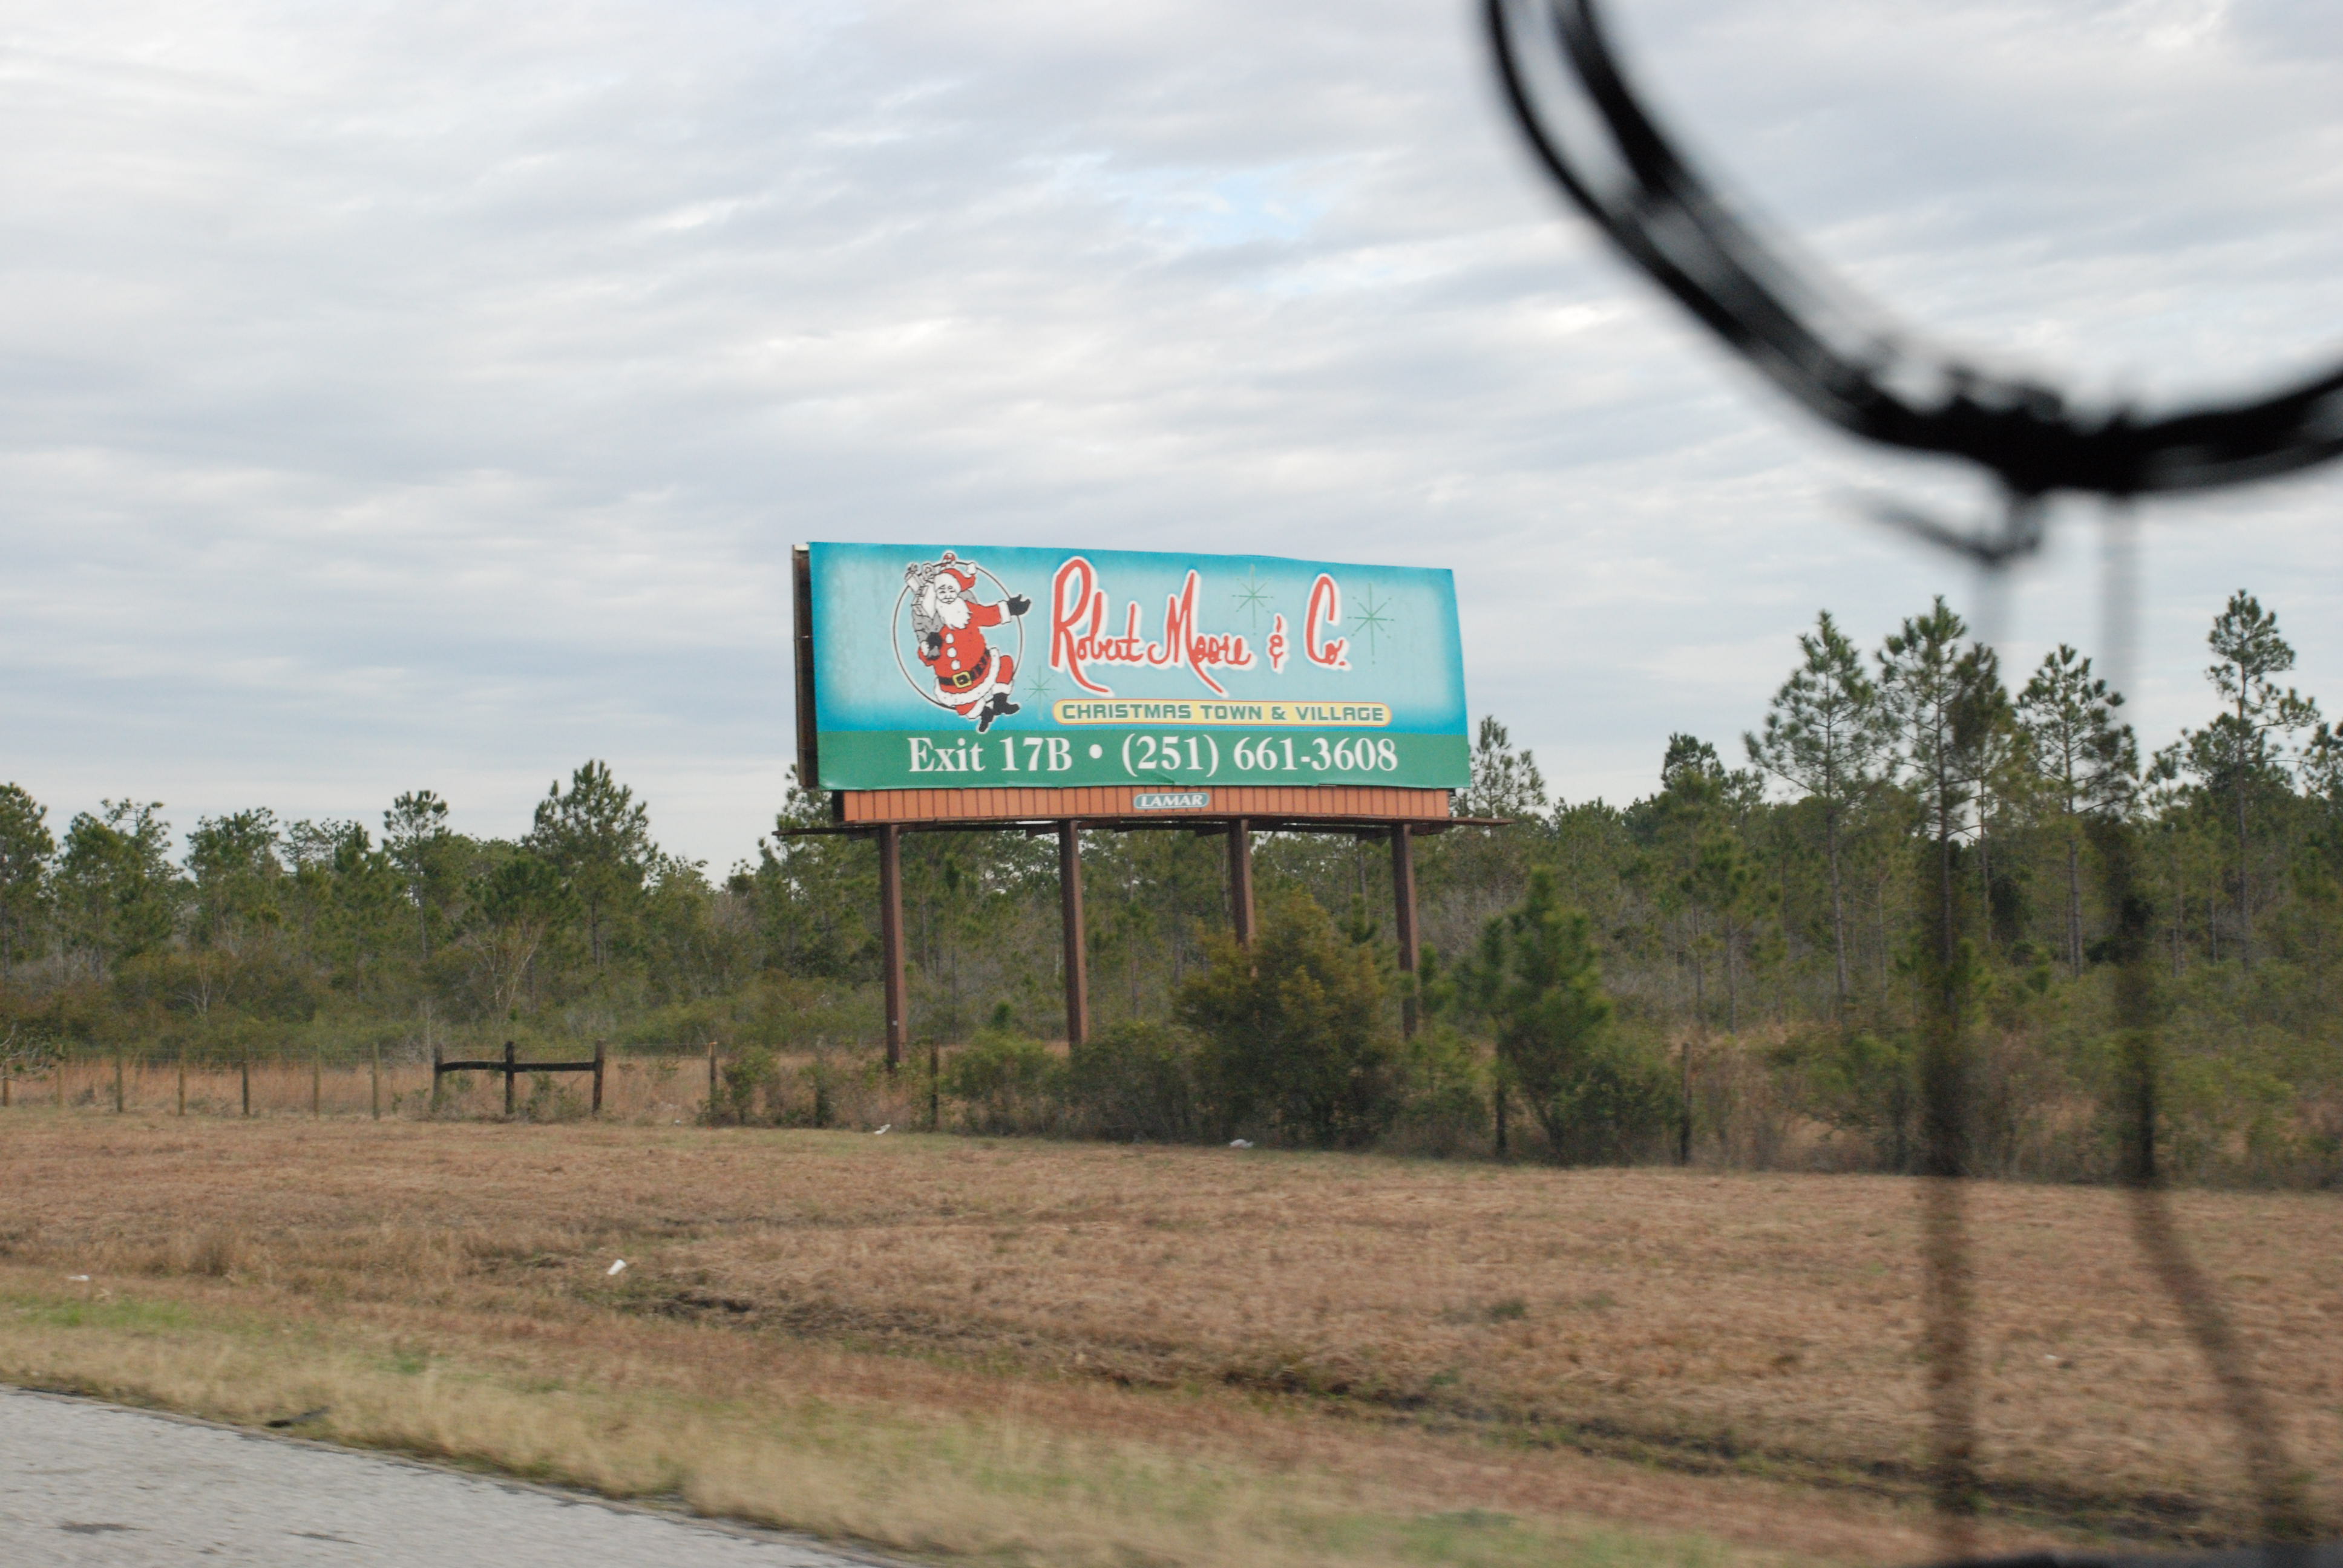 Robert Moore & Co.
CHRISTMAS TOWN & VILLAGE
Exit 17B • (251) 661-3608
LAMAR